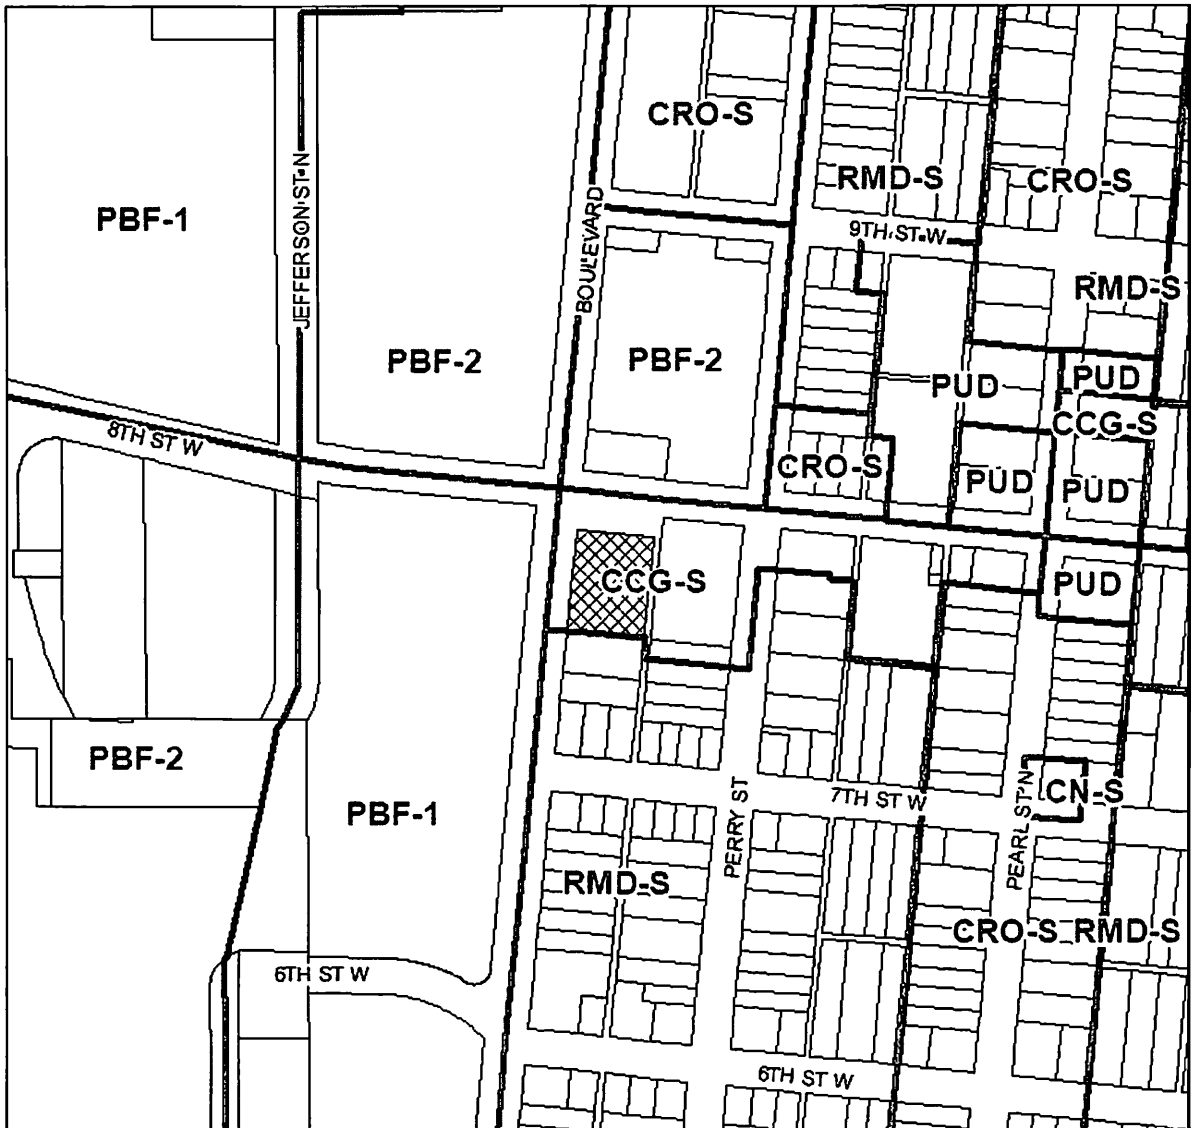 CRO-S
RMD-S
CRO-S
PBF-1
JEFFERSON ST N
BOULEVARD
9TH ST W
RMD-S
PBF-2
PBF-2
PUD
PUD
CCG-S
8TH ST W
CRO-S
PUD
PUD
CCG-S
PUD
PBF-2
PBF-1
PERRY ST
7TH ST W
PEARL ST N
CN-S
RMD-S
CRO-S
RMD-S
6TH ST W
6TH ST W